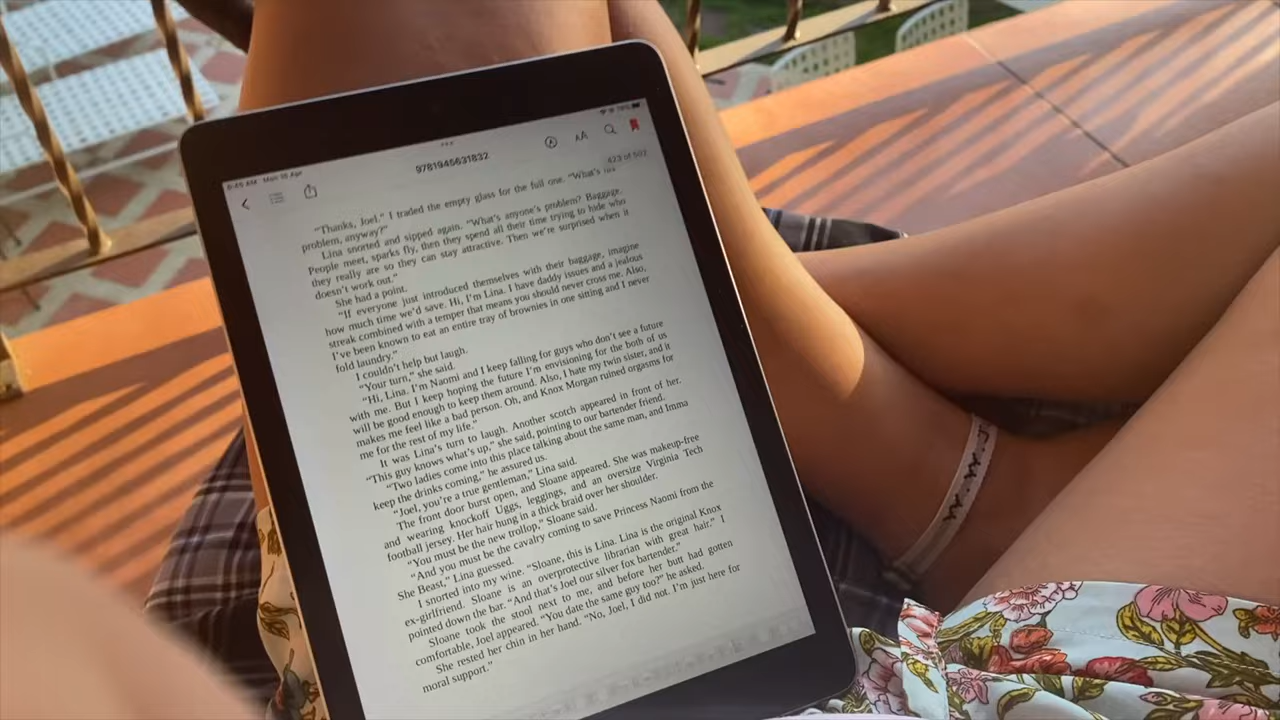 8:45 AM Mon 10 Apr
76%
9781945631832
AA
423 of 502
"Thanks, Joel." I traded the empty glass for the full one. "What's his
problem, anyway?"
Lina snorted and sipped again. "What's anyone's problem? Baggage.
People meet, sparks fly, then they spend all their time trying to hide who
they really are so they can stay attractive. Then we're surprised when it
doesn't work out."
She had a point.
"If everyone just introduced themselves with their baggage, imagine
how much time we'd save. Hi, I'm Lina. I have daddy issues and a jealous
streak combined with a temper that means you should never cross me. Also,
I've been known to eat an entire tray of brownies in one sitting and I never
fold laundry."
I couldn't help but laugh.
"Your turn," she said.
"Hi, Lina. I'm Naomi and I keep falling for guys who don't see a future
with me. But I keep hoping the future I'm envisioning for the both of us
will be good enough to keep them around. Also, I hate my twin sister, and it
makes me feel like a bad person. Oh, and Knox Morgan ruined orgasms for
me for the rest of my life."
It was Lina's turn to laugh. Another scotch appeared in front of her.
"This guy knows what's up," she said, pointing to our bartender friend.
"Two ladies come into this place talking about the same man, and Imma
keep the drinks coming," he assured us.
"Joel, you're a true gentleman," Lina said.
The front door burst open, and Sloane appeared. She was makeup-free
and wearing knockoff Uggs, leggings, and an oversize Virginia Tech
football jersey. Her hair hung in a thick braid over her shoulder.
"You must be the new trollop," Sloane said.
"And you must be the cavalry coming to save Princess Naomi from the
She Beast," Lina guessed.
I snorted into my wine. "Sloane, this is Lina. Lina is the original Knox
ex-girlfriend. Sloane is an overprotective librarian with great hair." I
pointed down the bar. "And that's Joel our silver fox bartender."
Sloane took the stool next to me, and before her butt had gotten
comfortable, Joel appeared. "You date the same guy too?" he asked.
She rested her chin in her hand. "No, Joel, I did not. I'm just here for
moral support."